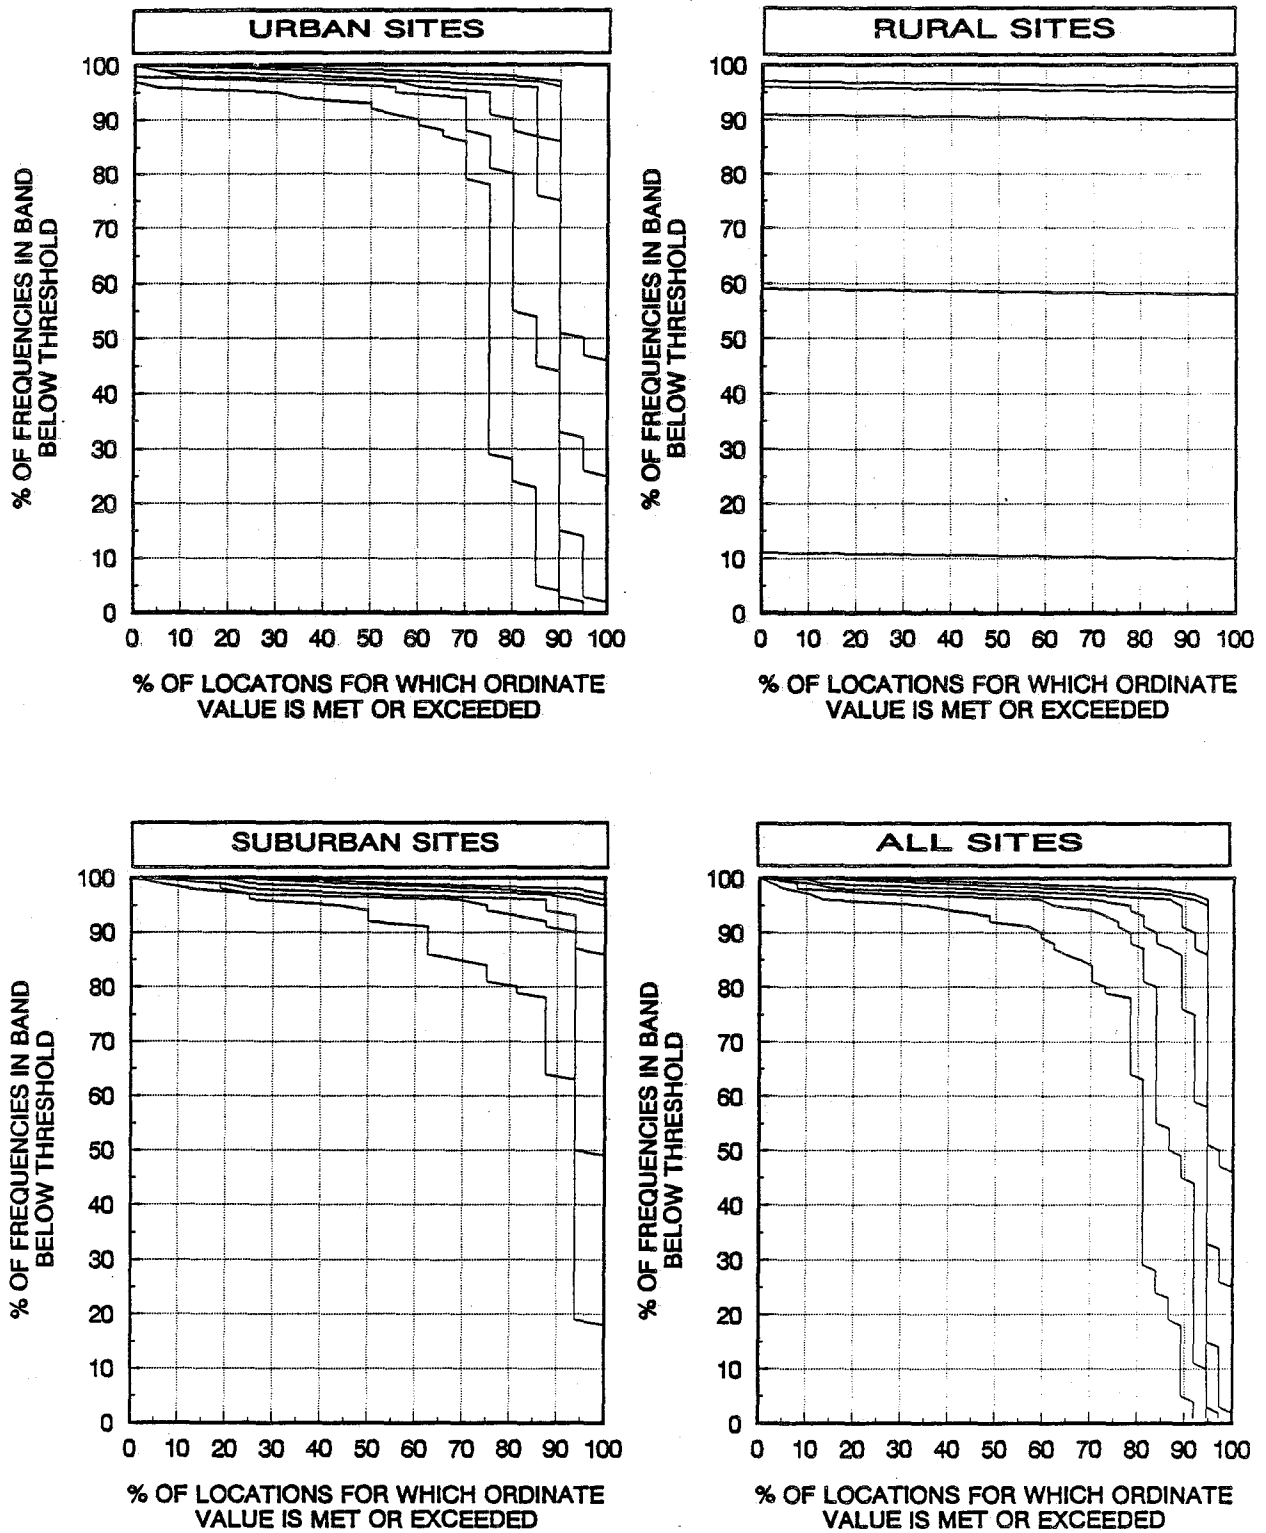 URBAN SITES
% OF FREQUENCIES IN BAND
BELOW THRESHOLD
100
90
80
70
60
50
40
30
20
10
0
0 10 20 30 40 50 60 70 80 90 100
% OF LOCATONS FOR WHICH ORDINATE
VALUE IS MET OR EXCEEDED
RURAL SITES
% OF FREQUENCIES IN BAND
BELOW THRESHOLD
100
90
80
70
60
50
40
30
20
10
0
0 10 20 30 40 50 60 70 80 90 100
% OF LOCATIONS FOR WHICH ORDINATE
VALUE IS MET OR EXCEEDED
SUBURBAN SITES
% OF FREQUENCIES IN BAND
BELOW THRESHOLD
100
90
80
70
60
50
40
30
20
10
0
0 10 20 30 40 50 60 70 80 90 100
% OF LOCATIONS FOR WHICH ORDINATE
VALUE IS MET OR EXCEEDED
ALL SITES
% OF FREQUENCIES IN BAND
BELOW THRESHOLD
100
90
80
70
60
50
40
30
20
10
0
0 10 20 30 40 50 60 70 80 90 100
% OF LOCATIONS FOR WHICH ORDINATE
VALUE IS MET OR EXCEEDED